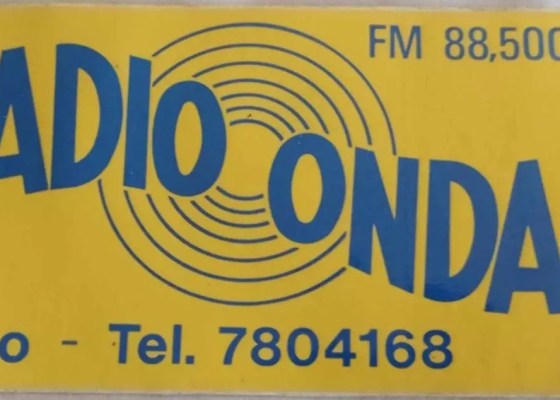 FM 88,500
ADIO ONDA
o - Tel. 7804168